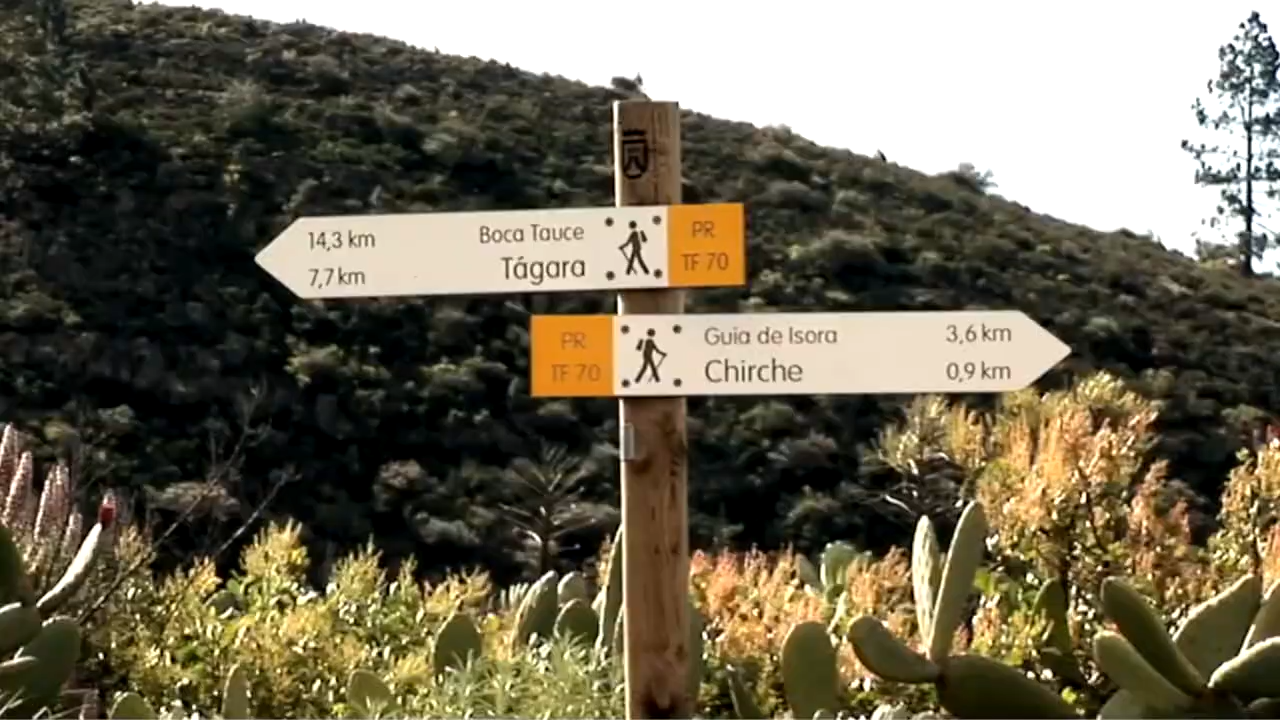 14,3 km Boca Tauce PR
7,7 km Tágara TF 70
PR Guia de Isora 3,6 km
TF 70 Chirche 0,9 km